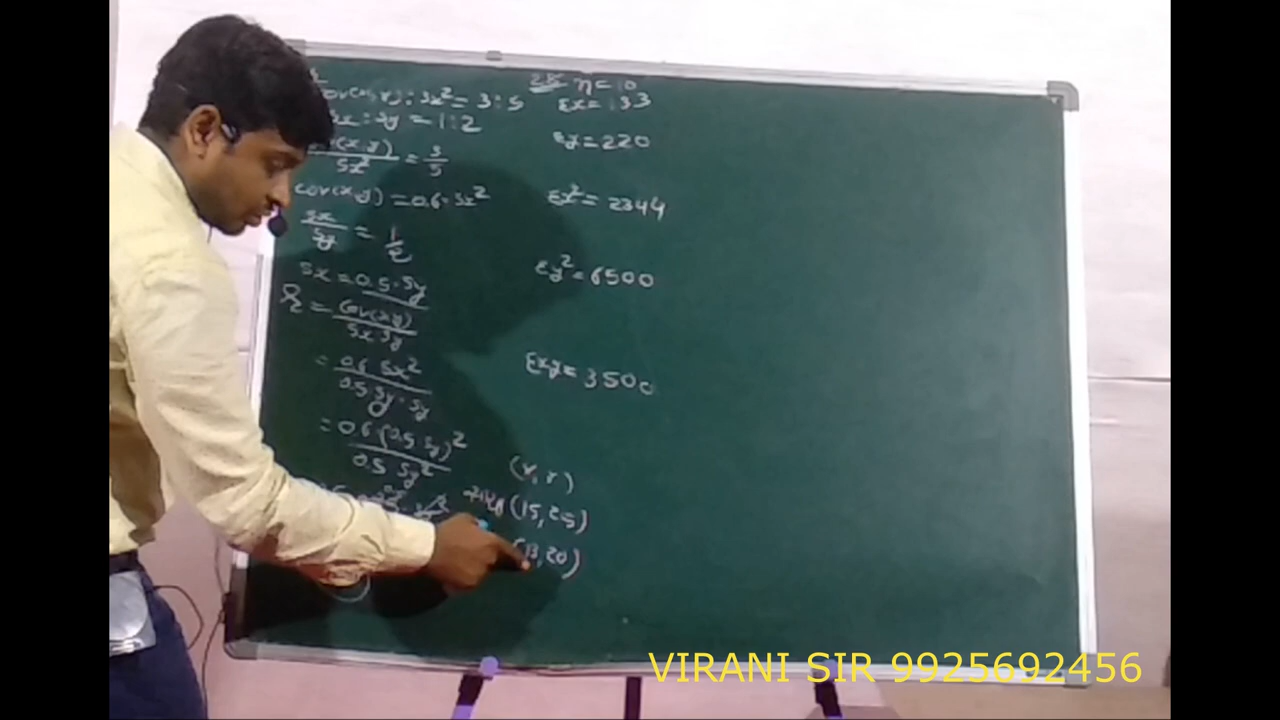 cov(x,y) : Sx² = 3:5
Sx : Sy = 1:2
cov(x,y) / Sx² = 3/5
cov(x,y) = 0.6·Sx²
Sx / Sy = 1/2
Sx = 0.5·Sy
r = cov(x,y) / Sx Sy
= 0.6 Sx² / 0.5 Sy·Sy
= 0.6·(0.5 Sy)² / 0.5 Sy²
n = 10
Σx = 133
Σy = 220
Σx² = 2344
Σy² = 6500
Σxy = 3500
(x, y)
(15, 25)
(13, 20)
VIRANI SIR 9925692456